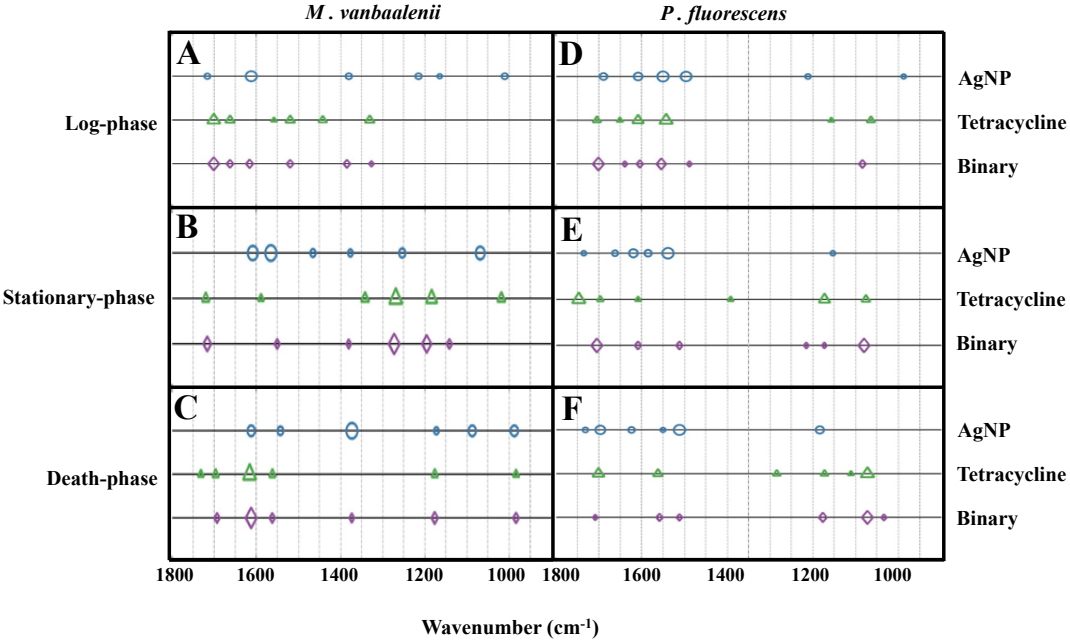 M . vanbaalenii P . fluorescens
A D
AgNP
Log-phase Tetracycline
Binary
B E
AgNP
Stationary-phase Tetracycline
Binary
C F
AgNP
Death-phase Tetracycline
Binary
1800 1600 1400 1200 1000 1800 1600 1400 1200 1000
Wavenumber (cm-1)